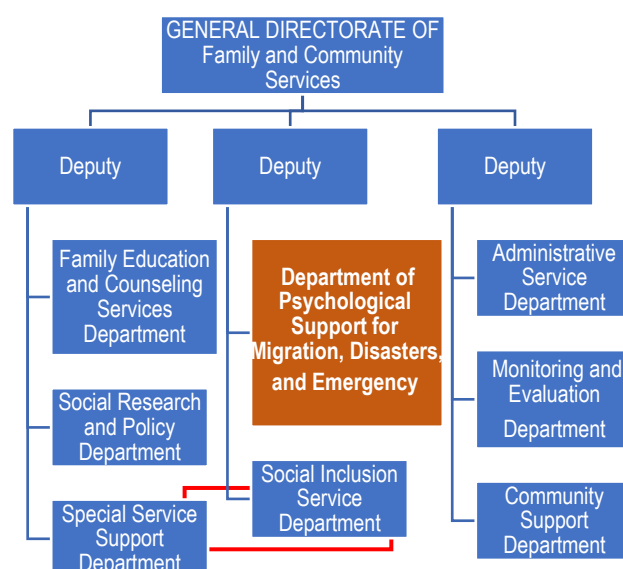 GENERAL DIRECTORATE OF
Family and Community
Services
Deputy
Deputy
Deputy
Family Education
and Counseling
Services
Department
Social Research
and Policy
Department
Special Service
Support
Department
Department of
Psychological
Support for
Migration, Disasters,
and Emergency
Social Inclusion
Service
Department
Administrative
Service
Department
Monitoring and
Evaluation
Department
Community
Support
Department